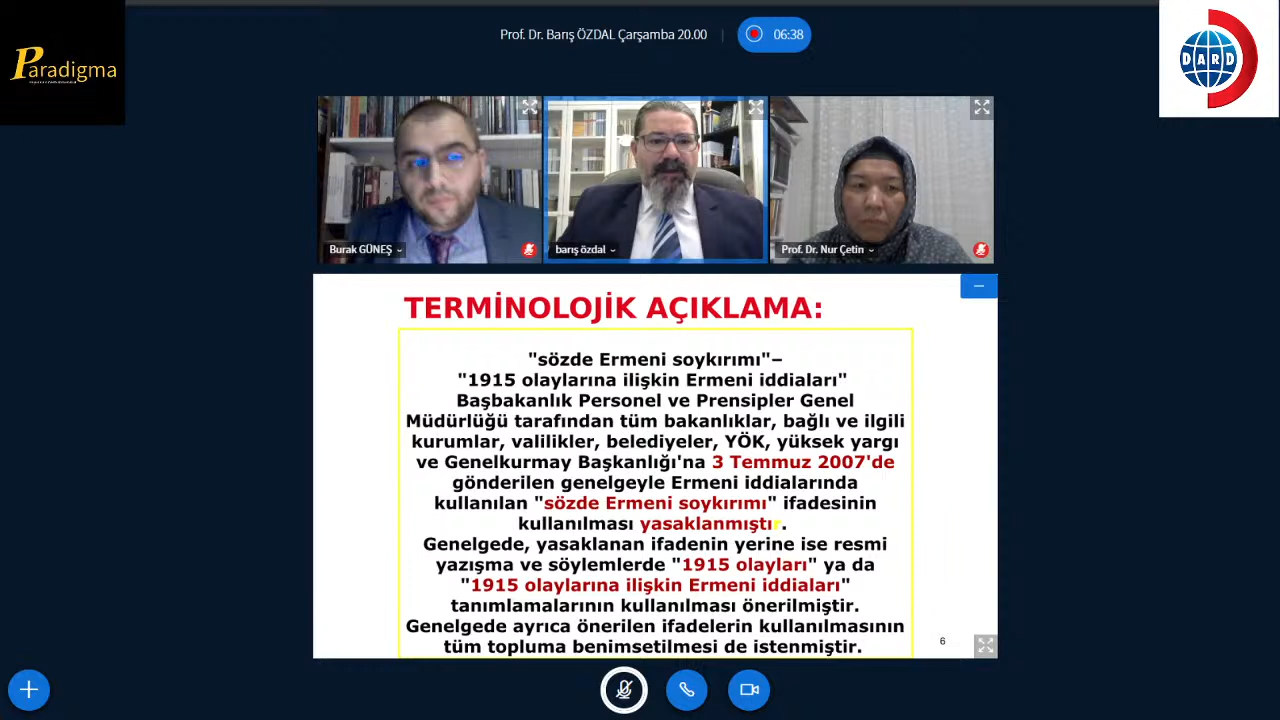 Paradigma
Prof. Dr. Barış ÖZDAL Çarşamba 20.00
06:38
DARD
Burak GÜNEŞ
barış özdal
Prof. Dr. Nur Çetin
TERMİNOLOJİK AÇIKLAMA:
"sözde Ermeni soykırımı"–
"1915 olaylarına ilişkin Ermeni iddiaları"
Başbakanlık Personel ve Prensipler Genel
Müdürlüğü tarafından tüm bakanlıklar, bağlı ve ilgili
kurumlar, valilikler, belediyeler, YÖK, yüksek yargı
ve Genelkurmay Başkanlığı'na 3 Temmuz 2007'de
gönderilen genelgeyle Ermeni iddialarında
kullanılan "sözde Ermeni soykırımı" ifadesinin
kullanılması yasaklanmıştır.
Genelgede, yasaklanan ifadenin yerine ise resmi
yazışma ve söylemlerde "1915 olayları" ya da
"1915 olaylarına ilişkin Ermeni iddiaları"
tanımlamalarının kullanılması önerilmiştir.
Genelgede ayrıca önerilen ifadelerin kullanılmasının
tüm topluma benimsetilmesi de istenmiştir.
6